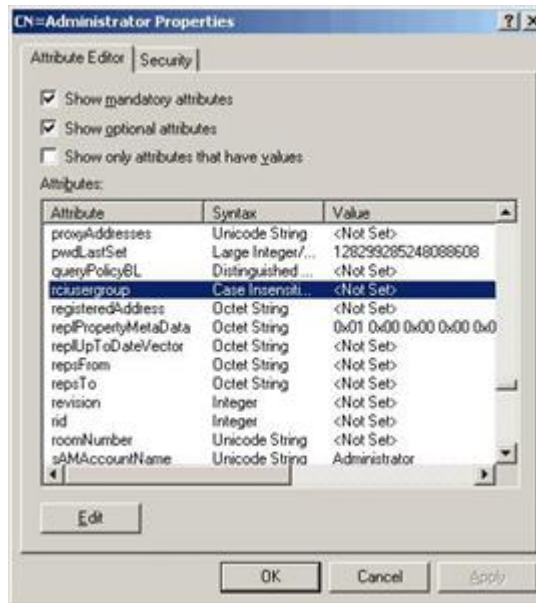 CN=Administrator Properties
Attribute Editor Security
Show mandatory attributes
Show optional attributes
Show only attributes that have values
Attributes:
Attribute Syntax Value
proxyAddresses Unicode String <Not Set>
pwdLastSet Large Integer/... 128299285248088608
queryPolicyBL Distinguished ... <Not Set>
rciusergroup Case Insensiti... <Not Set>
registeredAddress Octet String <Not Set>
replPropertyMetaData Octet String 0x01 0x00 0x00 0x00 0x0
replUpToDateVector Octet String <Not Set>
repsFrom Octet String <Not Set>
repsTo Octet String <Not Set>
revision Integer <Not Set>
rid Integer <Not Set>
roomNumber Unicode String <Not Set>
sAMAccountName Unicode String Administrator
Edit
OK Cancel Apply